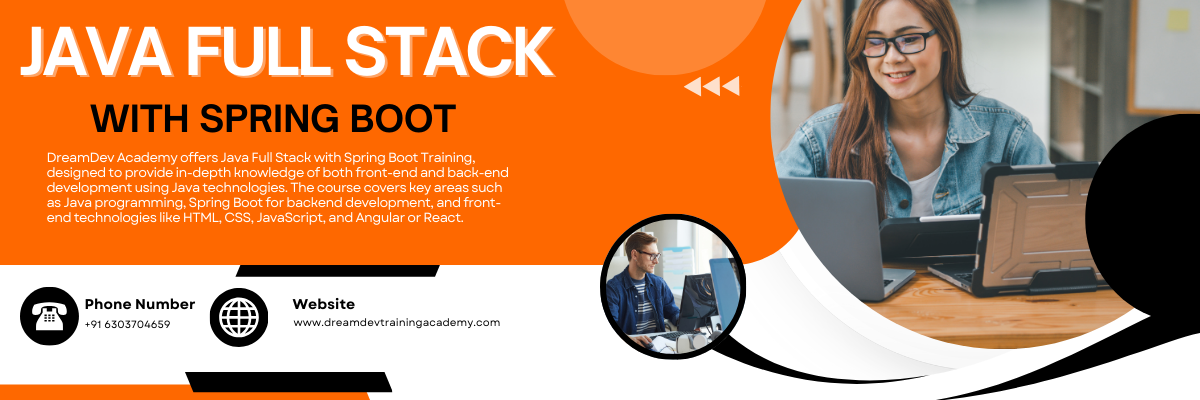 JAVA FULL STACK
WITH SPRING BOOT
DreamDev Academy offers Java Full Stack with Spring Boot Training,
designed to provide in-depth knowledge of both front-end and back-end
development using Java technologies. The course covers key areas such
as Java programming, Spring Boot for backend development, and front-
end technologies like HTML, CSS, JavaScript, and Angular or React.
Phone Number
+91 6303704659
Website
www.dreamdevtrainingacademy.com